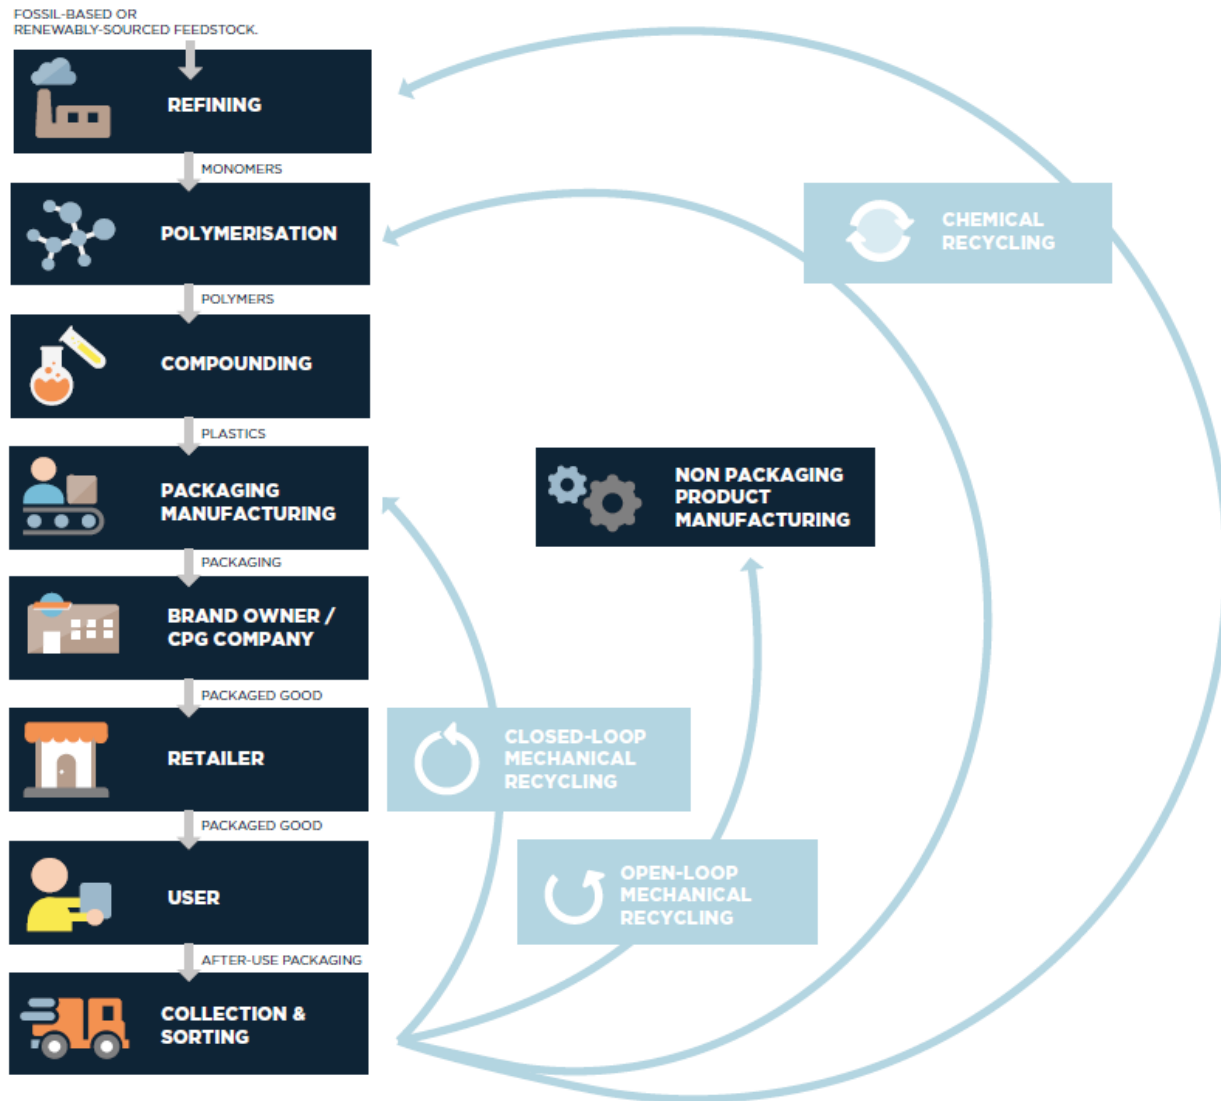 FOSSIL-BASED OR
RENEWABLY-SOURCED FEEDSTOCK.
REFINING
MONOMERS
POLYMERISATION
POLYMERS
COMPOUNDING
PLASTICS
PACKAGING
MANUFACTURING
PACKAGING
BRAND OWNER /
CPG COMPANY
PACKAGED GOOD
RETAILER
PACKAGED GOOD
USER
AFTER-USE PACKAGING
COLLECTION &
SORTING
CHEMICAL
RECYCLING
NON PACKAGING
PRODUCT
MANUFACTURING
CLOSED-LOOP
MECHANICAL
RECYCLING
OPEN-LOOP
MECHANICAL
RECYCLING